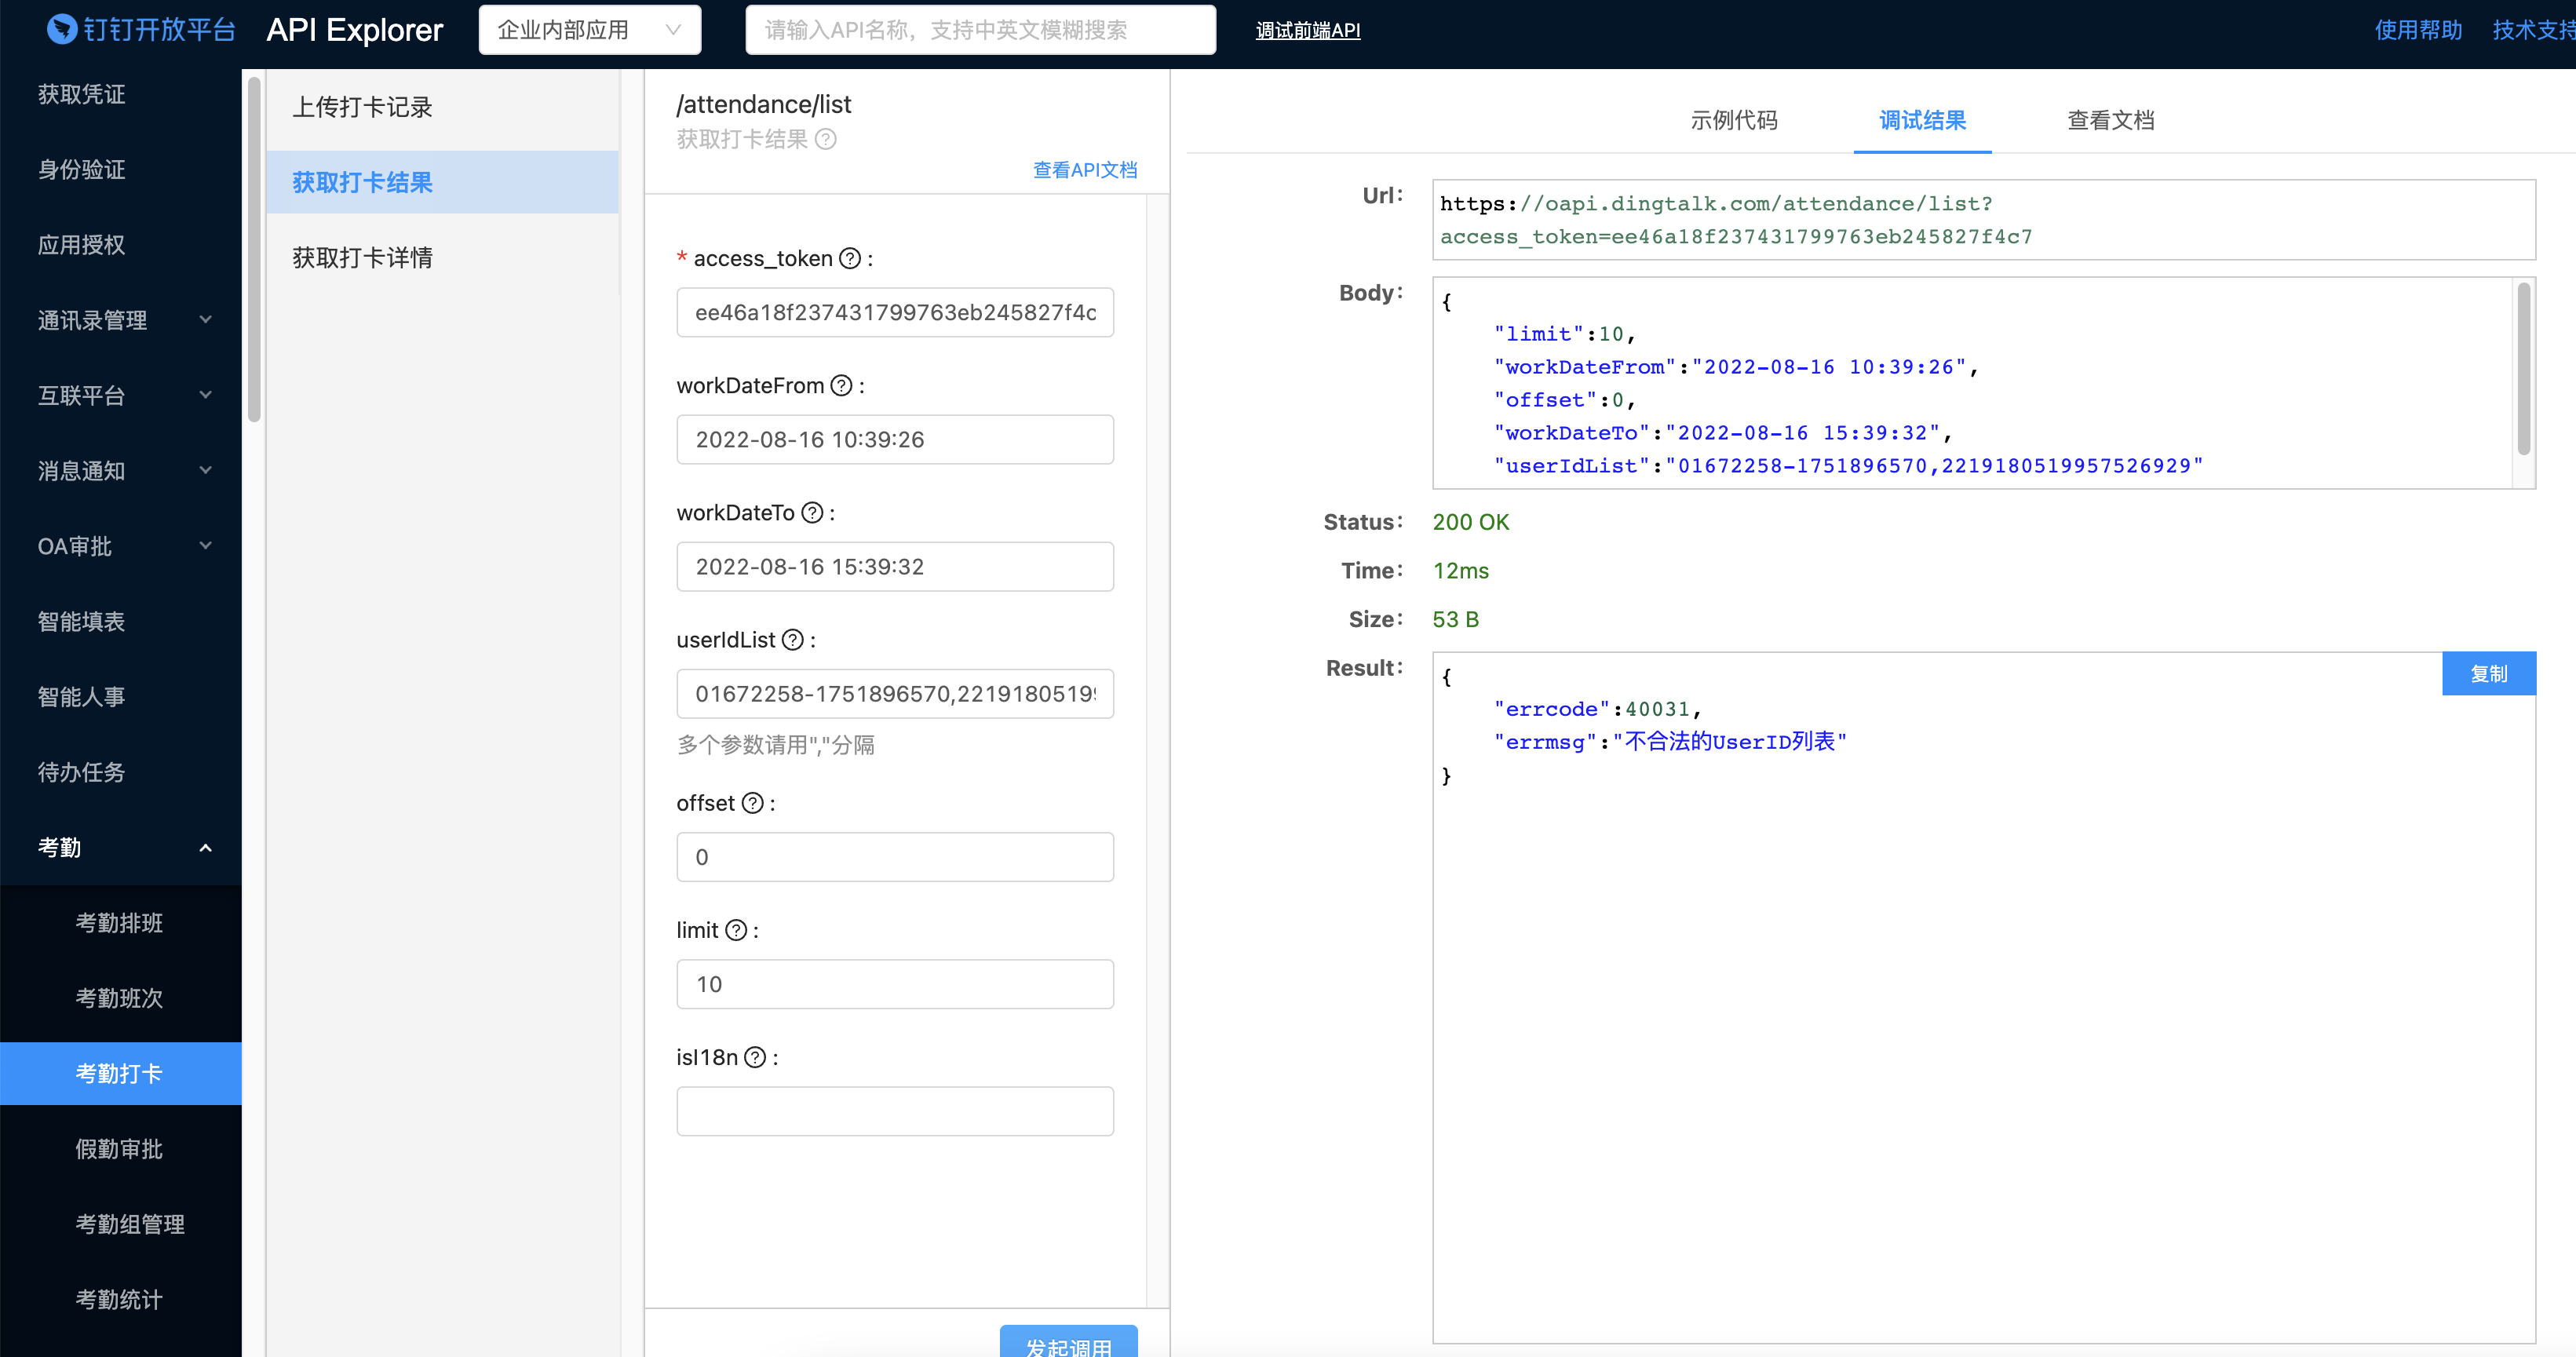 钉钉开放平台 API Explorer 企业内部应用 请输入API名称，支持中英文模糊搜索 调试前端API 使用帮助 技术支持
获取凭证
身份验证
应用授权
通讯录管理
互联平台
消息通知
OA审批
智能填表
智能人事
待办任务
考勤
考勤排班
考勤班次
考勤打卡
假勤审批
考勤组管理
考勤统计
上传打卡记录
获取打卡结果
获取打卡详情
/attendance/list
获取打卡结果 ?
查看API文档
* access_token ? :
ee46a18f237431799763eb245827f4c
workDateFrom ? :
2022-08-16 10:39:26
workDateTo ? :
2022-08-16 15:39:32
userIdList ? :
01672258-1751896570,221918051995
多个参数请用","分隔
offset ? :
0
limit ? :
10
isI18n ? :
发起调用
示例代码 调试结果 查看文档
Url:
https://oapi.dingtalk.com/attendance/list?
access_token=ee46a18f237431799763eb245827f4c7
Body:
{
"limit":10,
"workDateFrom":"2022-08-16 10:39:26",
"offset":0,
"workDateTo":"2022-08-16 15:39:32",
"userIdList":"01672258-1751896570,2219180519957526929"
Status: 200 OK
Time: 12ms
Size: 53 B
Result:
复制
{
"errcode":40031,
"errmsg":"不合法的UserID列表"
}